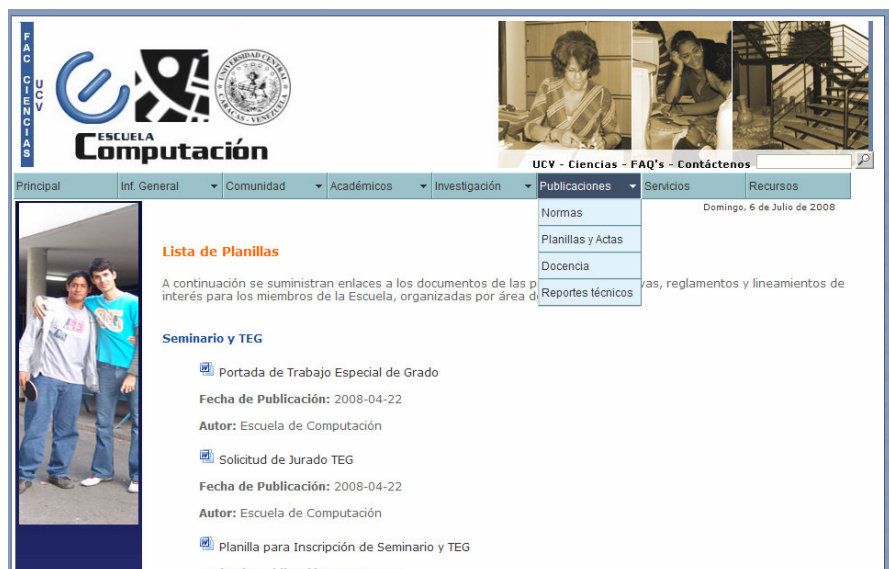 FAC CIENCIAS
UCV
UNIVERSIDAD CENTRAL
CARACAS - VENEZUELA
ESCUELA
Computación
UCV - Ciencias - FAQ's - Contáctenos
Principal Inf. General Comunidad Académicos Investigación Publicaciones Servicios Recursos
Domingo, 6 de Julio de 2008
Normas
Planillas y Actas
Docencia
Reportes técnicos
Lista de Planillas
A continuación se suministran enlaces a los documentos de las p vas, reglamentos y lineamientos de
interés para los miembros de la Escuela, organizadas por área d
Seminario y TEG
Portada de Trabajo Especial de Grado
Fecha de Publicación: 2008-04-22
Autor: Escuela de Computación
Solicitud de Jurado TEG
Fecha de Publicación: 2008-04-22
Autor: Escuela de Computación
Planilla para Inscripción de Seminario y TEG